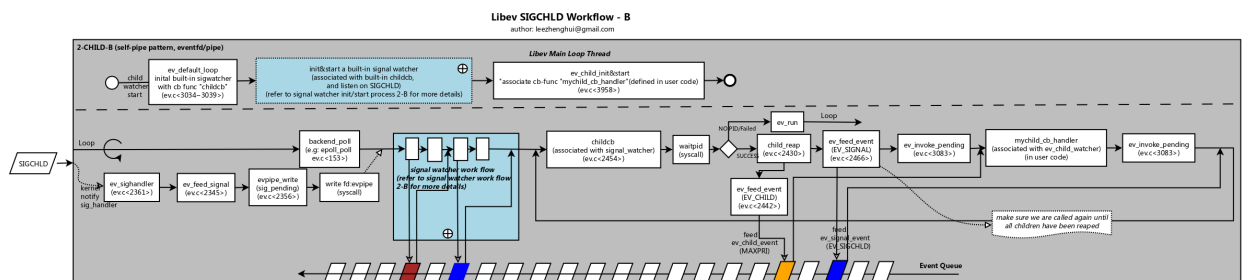 Libev SIGCHLD Workflow - B
author: leezhenghui@gmail.com
2-CHILD-B (self-pipe pattern, eventfd/pipe)
Libev Main Loop Thread
child
watcher
start
ev_default_loop
inital built-in sigwatcher
with cb func "childcb"
(ev.c<3034~3039>)
init&start a built-in signal watcher
(associated with built-in childcb,
and listen on SIGCHLD)
(refer to signal watcher init/start process 2-B for more details)
ev_child_init&start
"associate cb-func "mychild_cb_handler"(defined in user code)
(ev.c<3958>)
SIGCHLD
Loop
kernel
notify
sig_handler
ev_sighandler
(ev.c<2361>)
ev_feed_signal
(ev.c<2345>)
evpipe_write
(sig_pending)
(ev.c<2356>)
write fd:evpipe
(syscall)
backend_poll
(e.g: epoll_poll
ev.c<153>)
signal watcher work flow
(refer to signal watcher work flow
2-B for more details)
childcb
(associated with signal_watcher)
(ev.c<2454>)
waitpid
(syscall)
NOPID/Failed
SUCCESS
ev_run
Loop
child_reap
(ev.c<2430>)
ev_feed_event
(EV_SIGNAL)
(ev.c<2466>)
ev_invoke_pending
(ev.c<3083>)
mychild_cb_handler
(associated with ev_child_watcher)
(in user code)
ev_invoke_pending
(ev.c<3083>)
ev_feed_event
(EV_CHILD)
(ev.c<2442>)
feed
ev_child_event
(MAXPRI)
feed
ev_signal_event
(EV_SIGCHLD)
make sure we are called again until
all children have been reaped
Event Queue